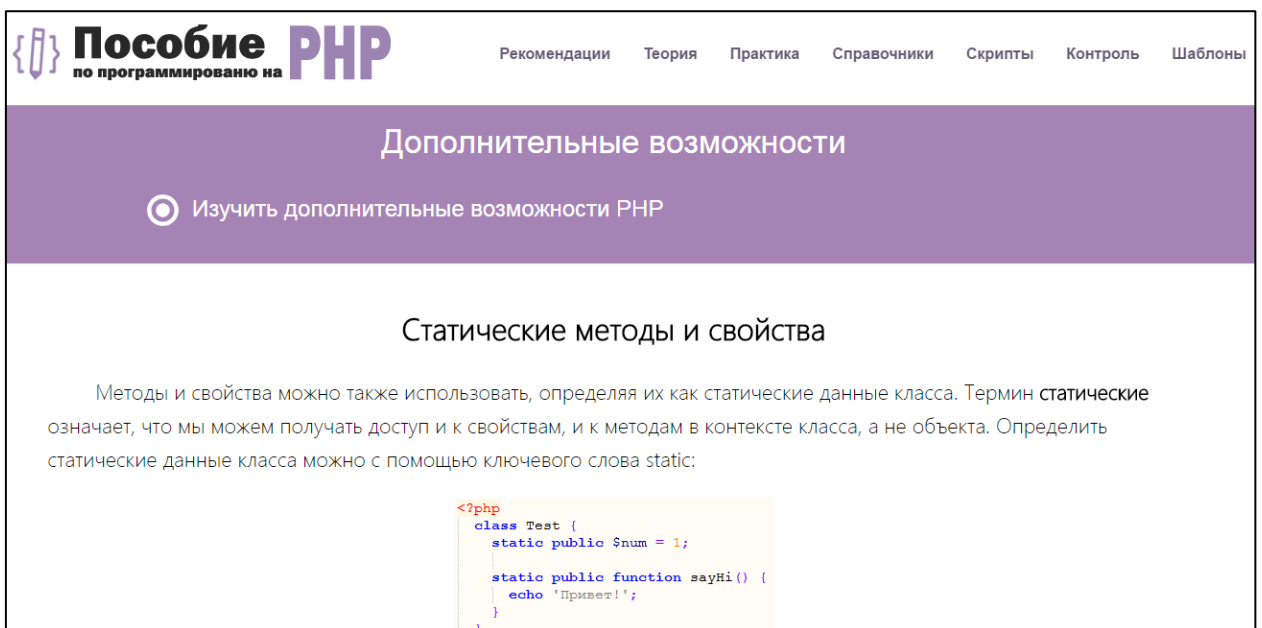 Пособие PHP
по программированю на
Рекомендации Теория Практика Справочники Скрипты Контроль Шаблоны
Дополнительные возможности
Изучить дополнительные возможности PHP
Статические методы и свойства
Методы и свойства можно также использовать, определяя их как статические данные класса. Термин статические
означает, что мы можем получать доступ и к свойствам, и к методам в контексте класса, а не объекта. Определить
статические данные класса можно с помощью ключевого слова static:
<?php
class Test {
static public $num = 1;
static public function sayHi() {
echo 'Привет!';
}
}